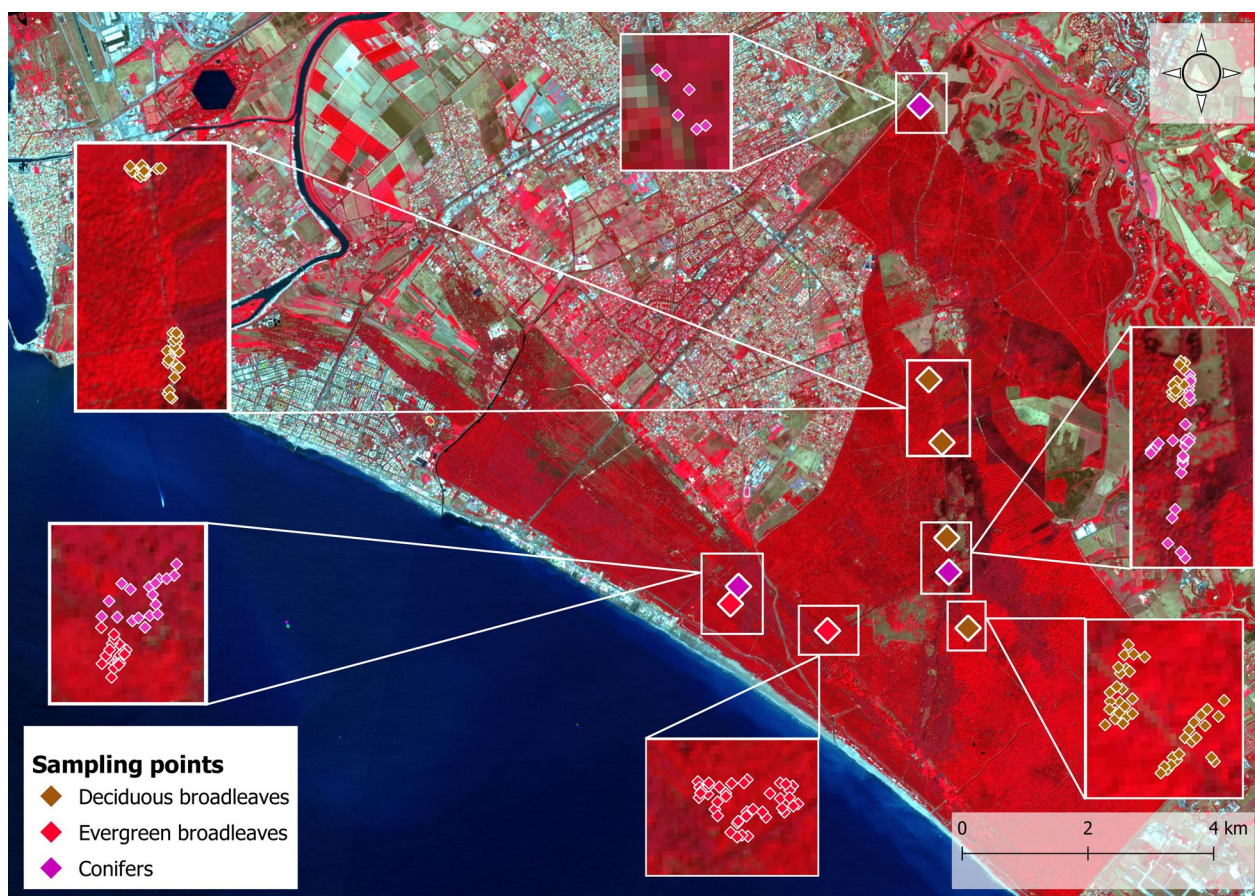 Sampling points
Deciduous broadleaves
Evergreen broadleaves
Conifers
0 2 4 km